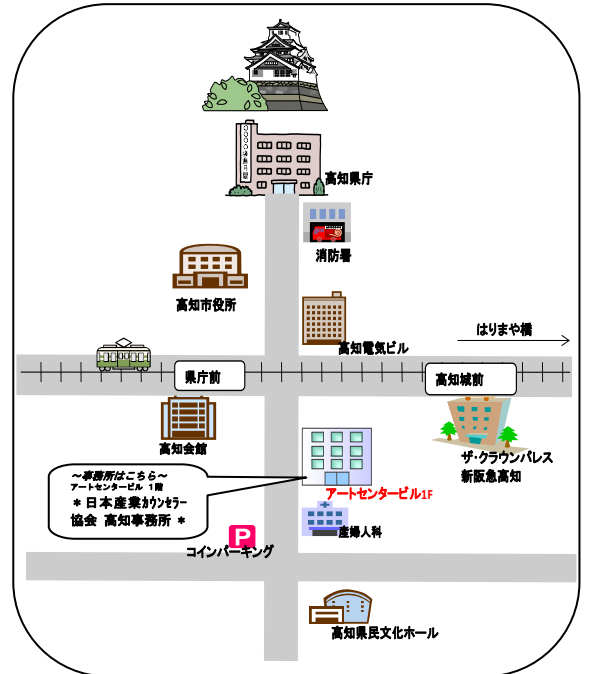 高知県庁
消防署
高知市役所
高知電気ビル
はりまや橋
県庁前
高知城前
高知会館
ザ・クラウンパレス
新阪急高知
～事務所はこちら～
アートセンタービル 1階
＊日本産業カウンセラー
協会 高知事務所 ＊
アートセンタービル1F
産婦人科
P
コインパーキング
高知県民文化ホール